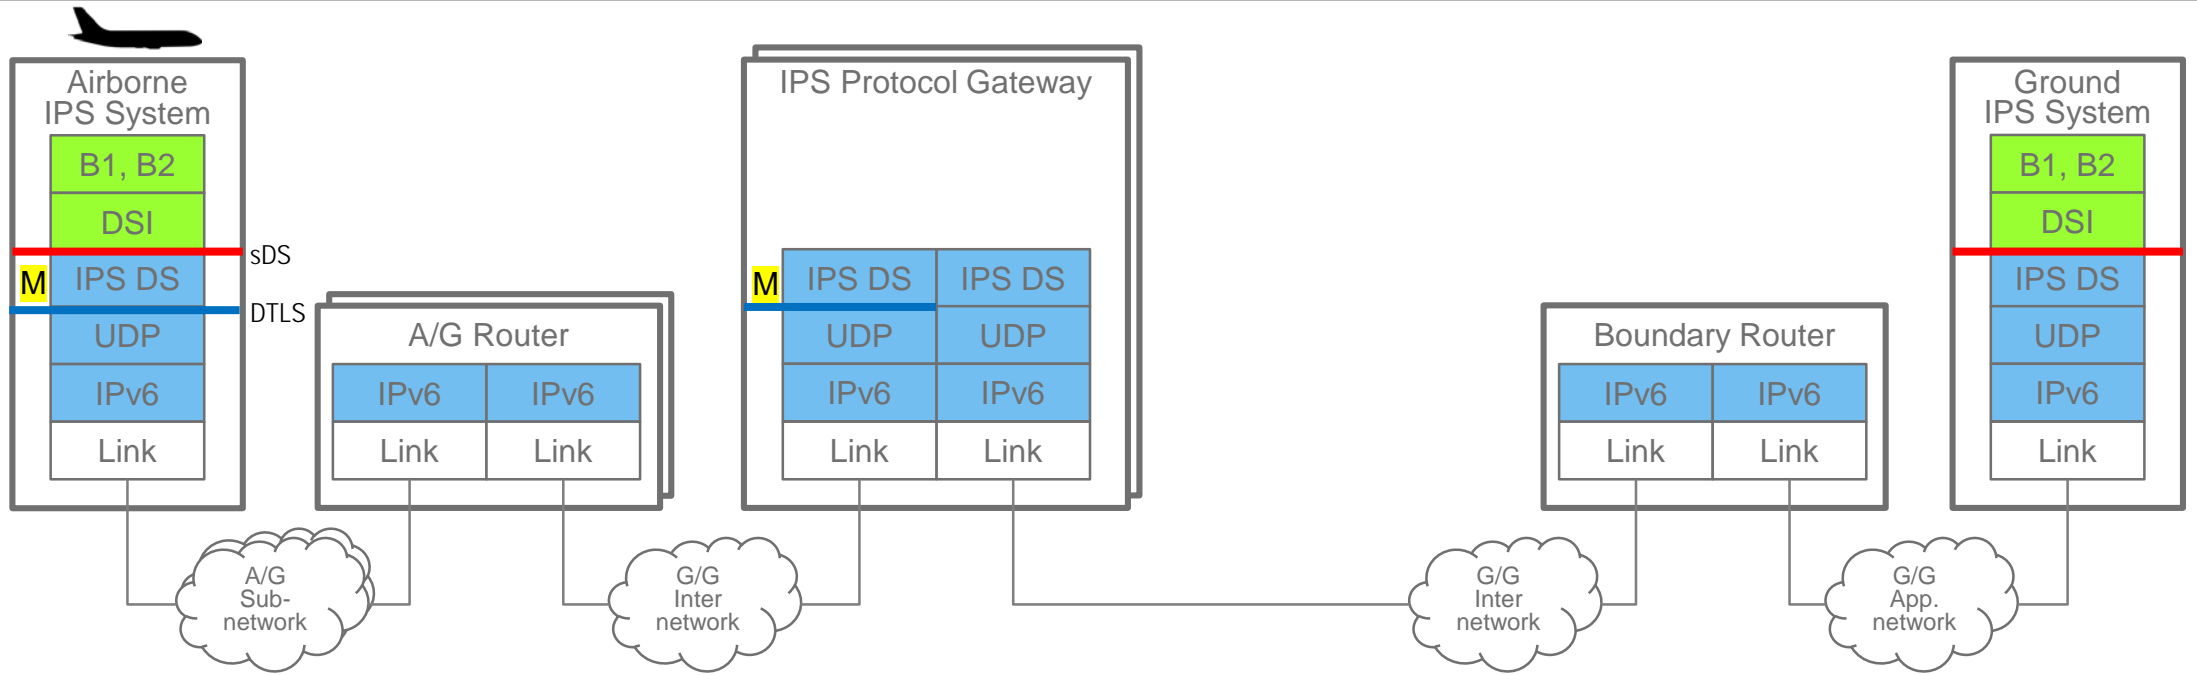 Airborne
IPS System
B1, B2
DSI
sDS
M
IPS DS
DTLS
UDP
IPv6
Link
A/G Router
IPv6 IPv6
Link Link
IPS Protocol Gateway
M
IPS DS IPS DS
UDP UDP
IPv6 IPv6
Link Link
Boundary Router
IPv6 IPv6
Link Link
Ground
IPS System
B1, B2
DSI
IPS DS
UDP
IPv6
Link
A/G
Sub-
network
G/G
Inter
network
G/G
Inter
network
G/G
App.
network